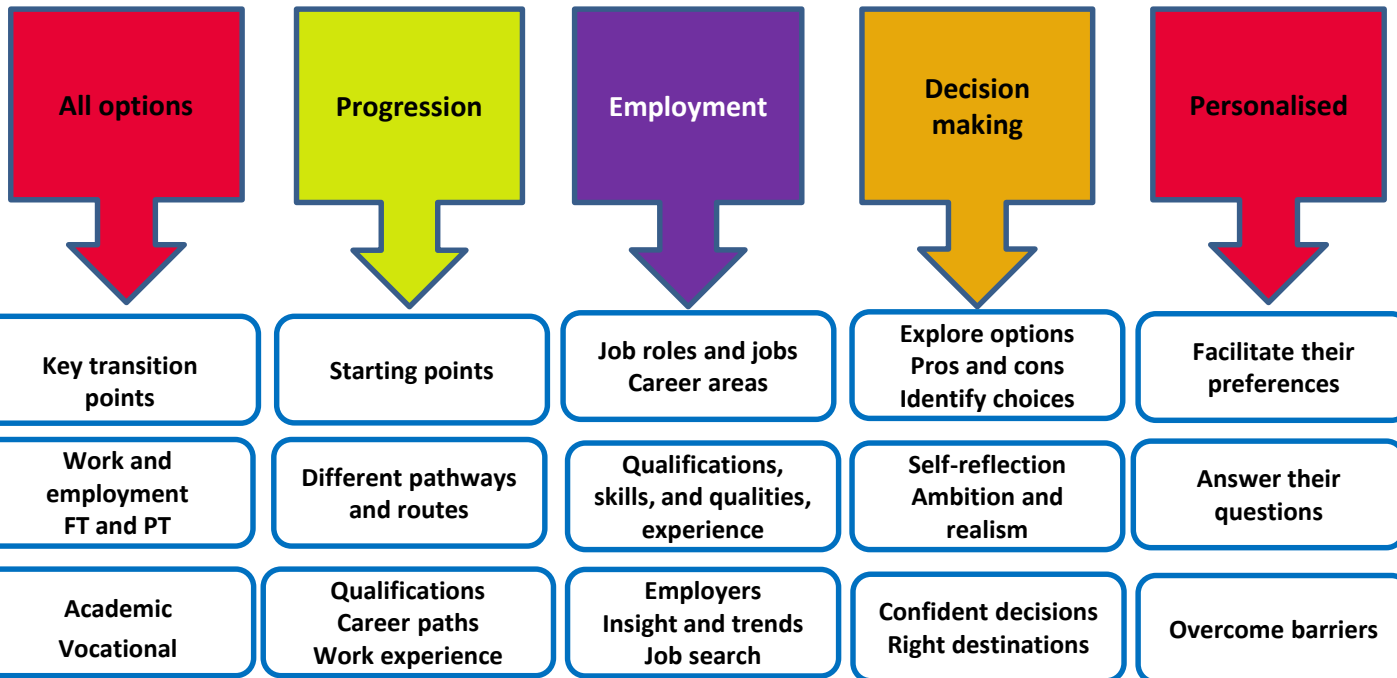 All options
Progression
Employment
Decision
making
Personalised
Key transition
points
Starting points
Job roles and jobs
Career areas
Explore options
Pros and cons
Identify choices
Facilitate their
preferences
Work and
employment
FT and PT
Different pathways
and routes
Qualifications,
skills, and qualities,
experience
Self-reflection
Ambition and
realism
Answer their
questions
Academic
Vocational
Qualifications
Career paths
Work experience
Employers
Insight and trends
Job search
Confident decisions
Right destinations
Overcome barriers